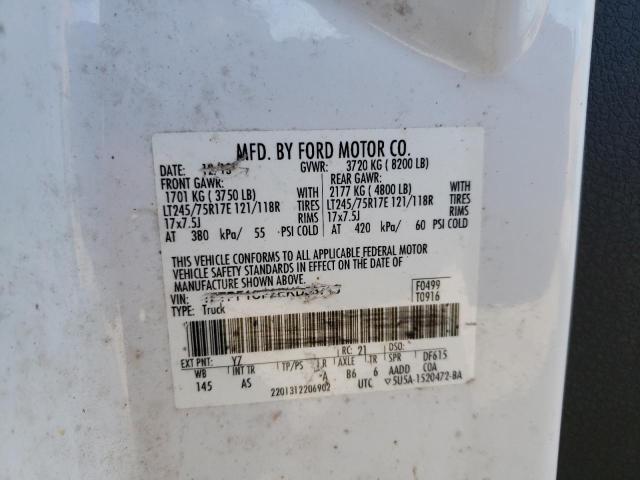 MFD. BY FORD MOTOR CO.
DATE: GVWR: 3720 KG ( 8200 LB)
FRONT GAWR: REAR GAWR:
1701 KG ( 3750 LB) WITH 2177 KG ( 4800 LB) WITH
LT245/75R17E 121/118R TIRES LT245/75R17E 121/118R TIRES
17x7.5J RIMS 17x7.5J RIMS
AT 380 kPa/ 55 PSI COLD AT 420 kPa/ 60 PSI COLD
THIS VEHICLE CONFORMS TO ALL APPLICABLE FEDERAL MOTOR
VEHICLE SAFETY STANDARDS IN EFFECT ON THE DATE OF
MANUFACTURE SHOWN ABOVE.
VIN: F0499
TYPE: Truck T0916
EXT PNT: YZ RC: 21 DSO:
WB INT TR TP/PS R AXLE TR SPR DF615
145 AS A B6 6 AADD COA
2201312206902 UTC ▽5U5A-1520472-BA